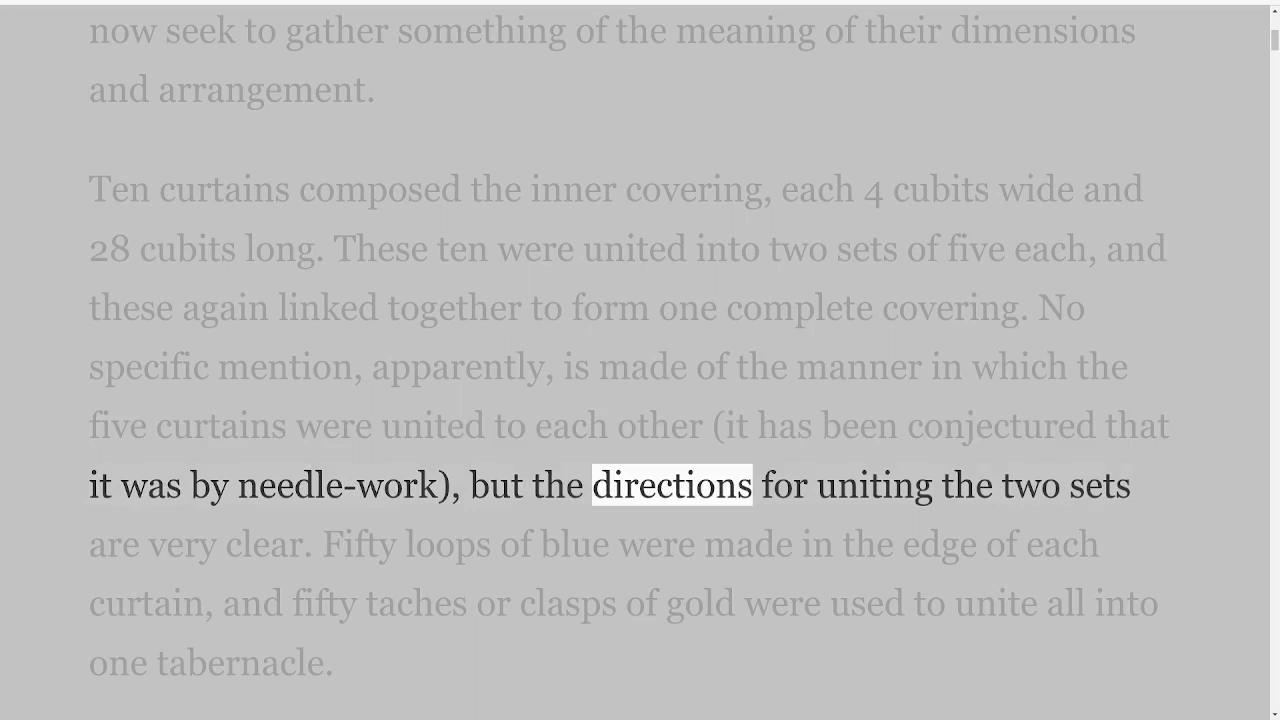 now seek to gather something of the meaning of their dimensions
and arrangement.
Ten curtains composed the inner covering, each 4 cubits wide and
28 cubits long. These ten were united into two sets of five each, and
these again linked together to form one complete covering. No
specific mention, apparently, is made of the manner in which the
five curtains were united to each other (it has been conjectured that
it was by needle-work), but the directions for uniting the two sets
are very clear. Fifty loops of blue were made in the edge of each
curtain, and fifty taches or clasps of gold were used to unite all into
one tabernacle.